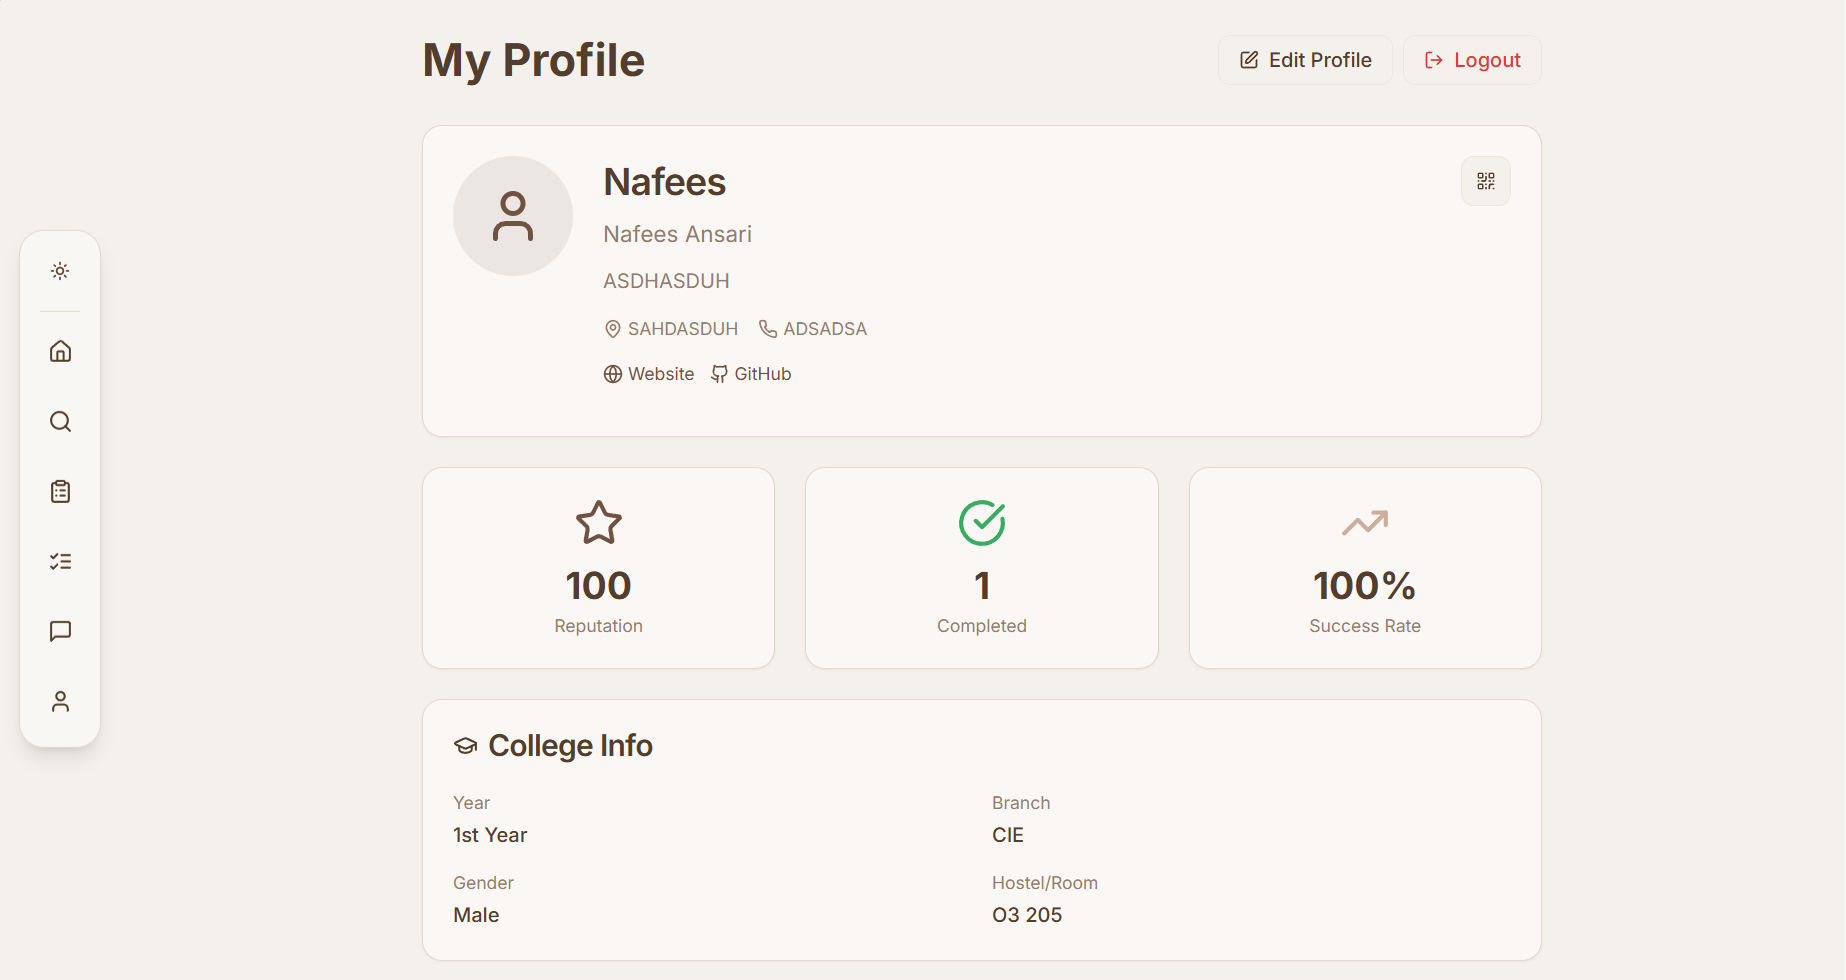 My Profile
Edit Profile
Logout
Nafees
Nafees Ansari
ASDHASDUH
SAHDASDUH ADSADSA
Website GitHub
100
Reputation
1
Completed
100%
Success Rate
College Info
Year
1st Year
Branch
CIE
Gender
Male
Hostel/Room
O3 205